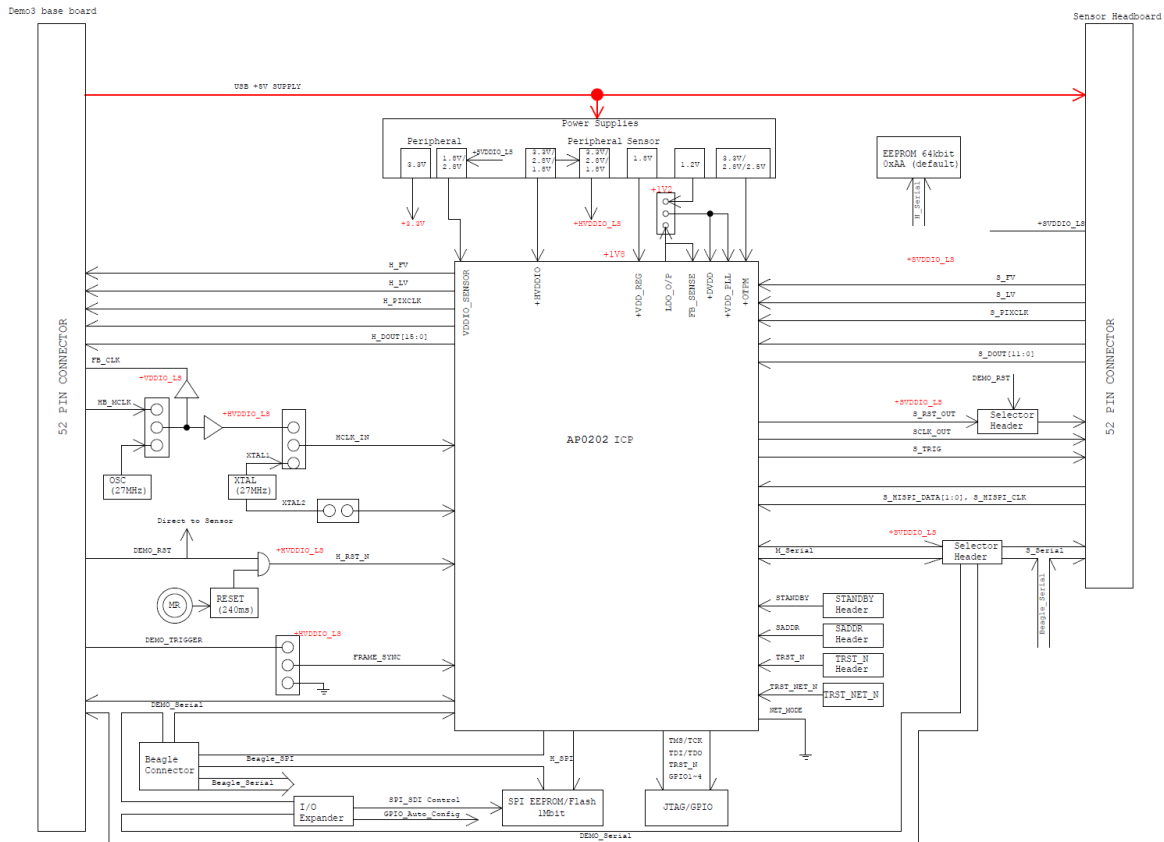 Demo3 base board
Sensor Headboard
USB +5V SUPPLY
Power Supplies
Peripheral
Peripheral Sensor
3.3V
1.8V/
2.8V
+SVDDIO_LS
3.3V/
2.8V/
1.8V
3.3V/
2.8V/
1.8V
1.8V
1.2V
3.3V/
2.8V/2.5V
EEPROM 64kbit
0xAA (default)
H_Serial
+3.3V
+HVDDIO_LS
+1V2
+1V8
+SVDDIO_LS
+SVDDIO_LS
VDDIO_SENSOR
+HVDDIO
+VDD_REG
LDO_O/P
FB_SENSE
+DVDD
+VDD_PLL
+OTPM
H_FV
H_LV
H_PIXCLK
H_DOUT[15:0]
S_FV
S_LV
S_PIXCLK
S_DOUT[11:0]
52 PIN CONNECTOR
52 PIN CONNECTOR
FB_CLK
+VDDIO_LS
HB_MCLK
+HVDDIO_LS
MCLK_IN
XTAL1
OSC
(27MHz)
XTAL
(27MHz)
XTAL2
AP0202 ICP
DEMO_RST
+SVDDIO_LS
S_RST_OUT
Selector
Header
SCLK_OUT
S_TRIG
S_HISPI_DATA[1:0], S_HISPI_CLK
Direct to Sensor
DEMO_RST
+HVDDIO_LS
H_RST_N
MR
RESET
(240ms)
+SVDDIO_LS
M_Serial
Selector
Header
S_Serial
Beagle_Serial
STANDBY
STANDBY
Header
SADDR
SADDR
Header
TRST_N
TRST_N
Header
TRST_NET_N
TRST_NET_N
NET_MODE
DEMO_TRIGGER
+HVDDIO_LS
FRAME_SYNC
DEMO_Serial
Beagle
Connector
Beagle_SPI
Beagle_Serial
H_SPI
TMS/TCK
TDI/TDO
TRST_N
GPIO1~4
I/O
Expander
SPI_SDI Control
GPIO_Auto_Config
SPI EEPROM/Flash
1Mbit
JTAG/GPIO
DEMO_Serial